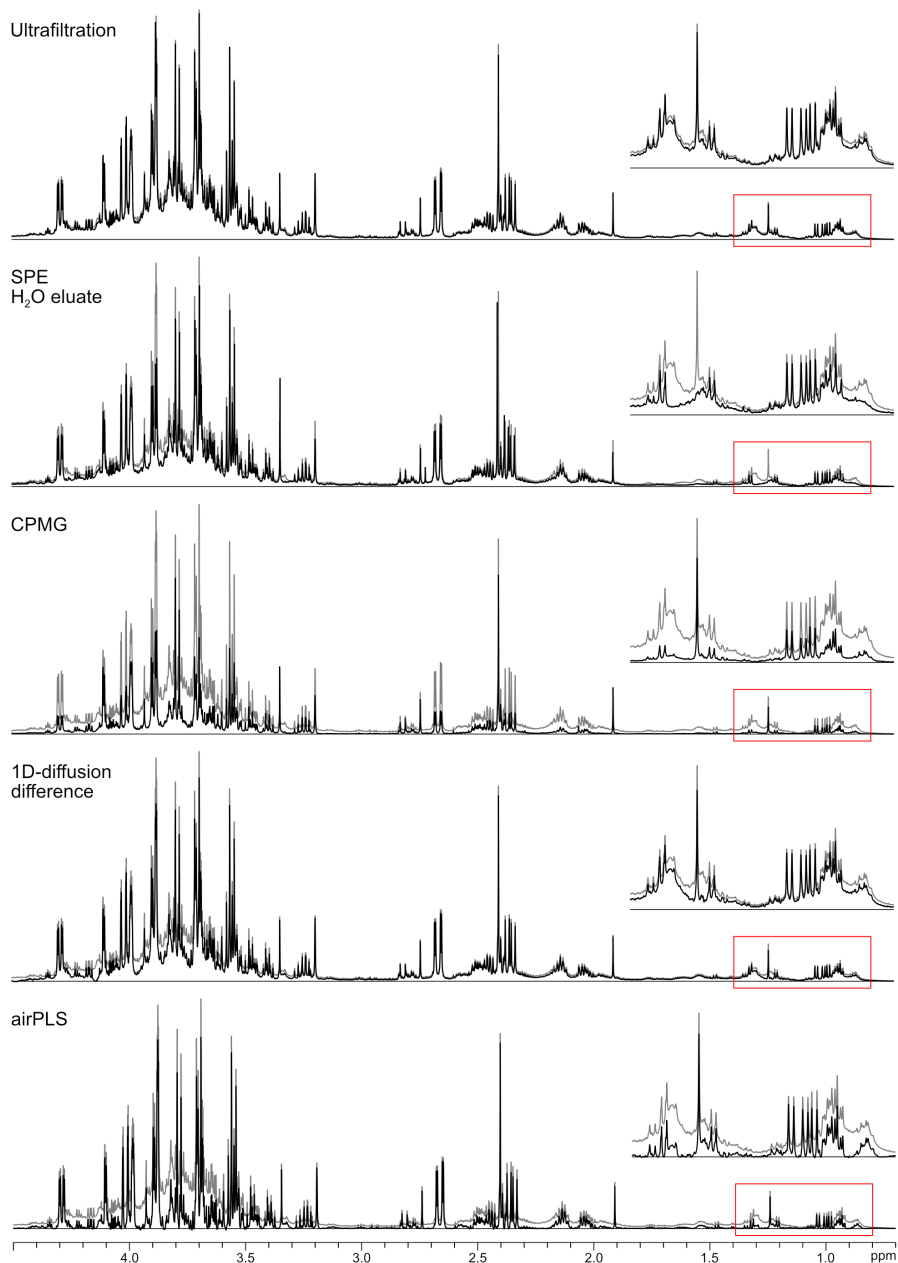 Ultrafiltration
SPE
H₂O eluate
CPMG
1D-diffusion
difference
airPLS
4.0 3.5 3.0 2.5 2.0 1.5 1.0 ppm